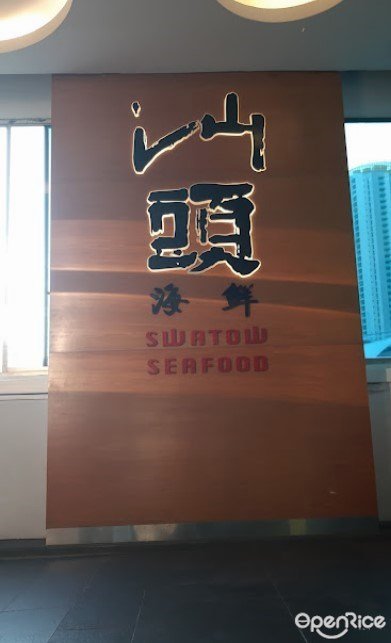 汕
頭
海鮮
SWATOW
SEAFOOD
OpenRice